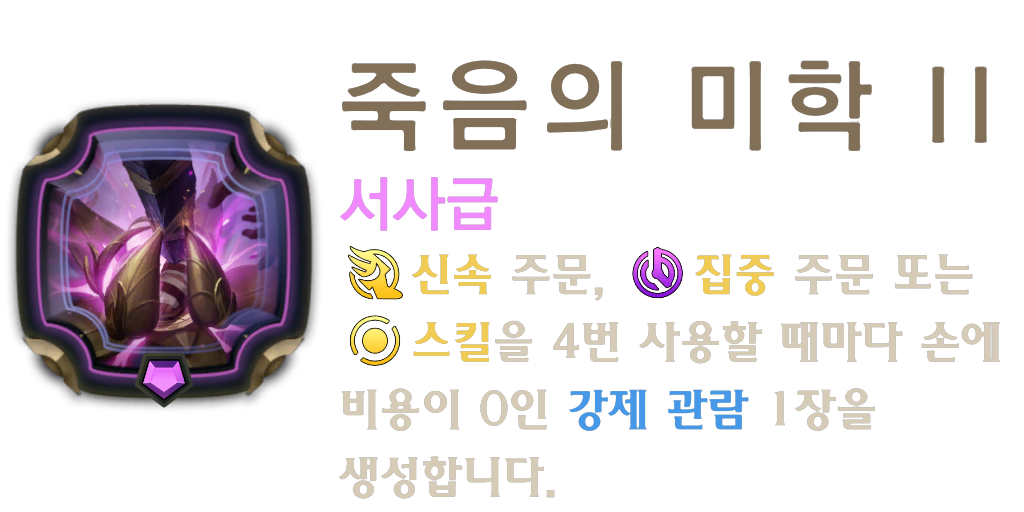 죽음의 미학 II
서사급
신속 주문, 집중 주문 또는
스킬을 4번 사용할 때마다 손에
비용이 0인 강제 관람 1장을
생성합니다.